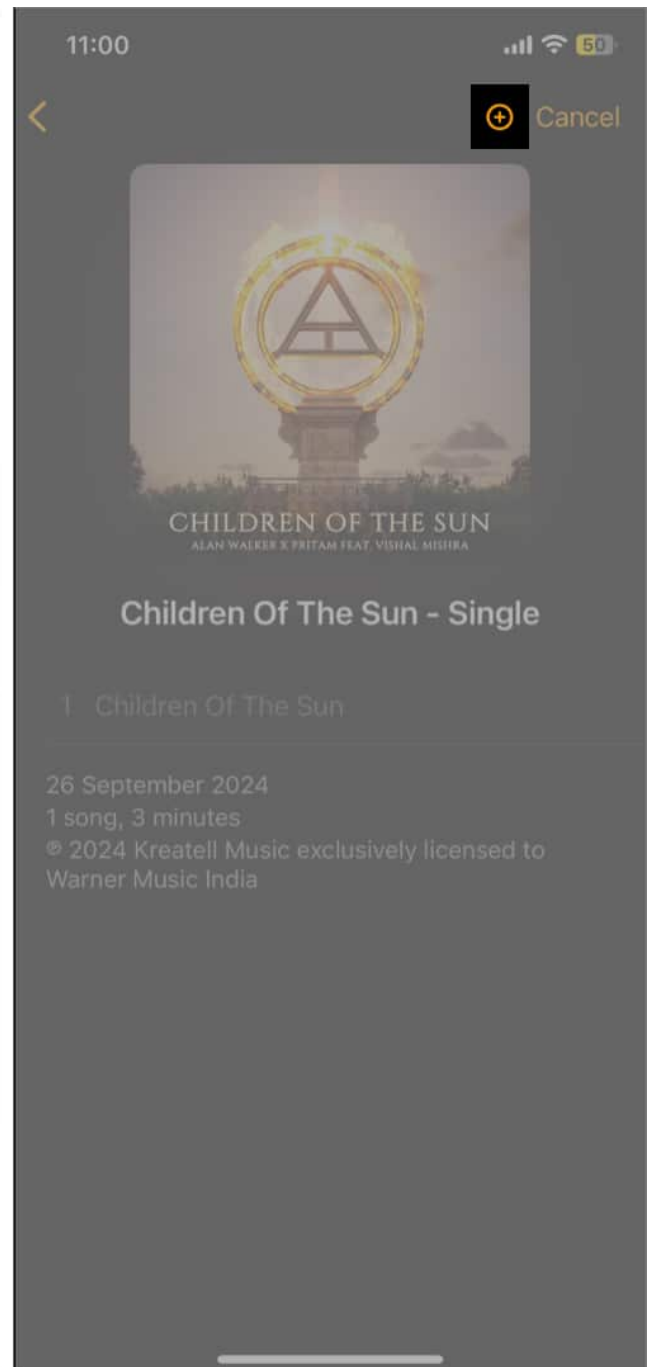 11:00
50
Cancel
CHILDREN OF THE SUN
ALAN WALKER X PRITAM FEAT. VISHAL MISHRA
Children Of The Sun - Single
1 Children Of The Sun
26 September 2024
1 song, 3 minutes
℗ 2024 Kreatell Music exclusively licensed to
Warner Music India